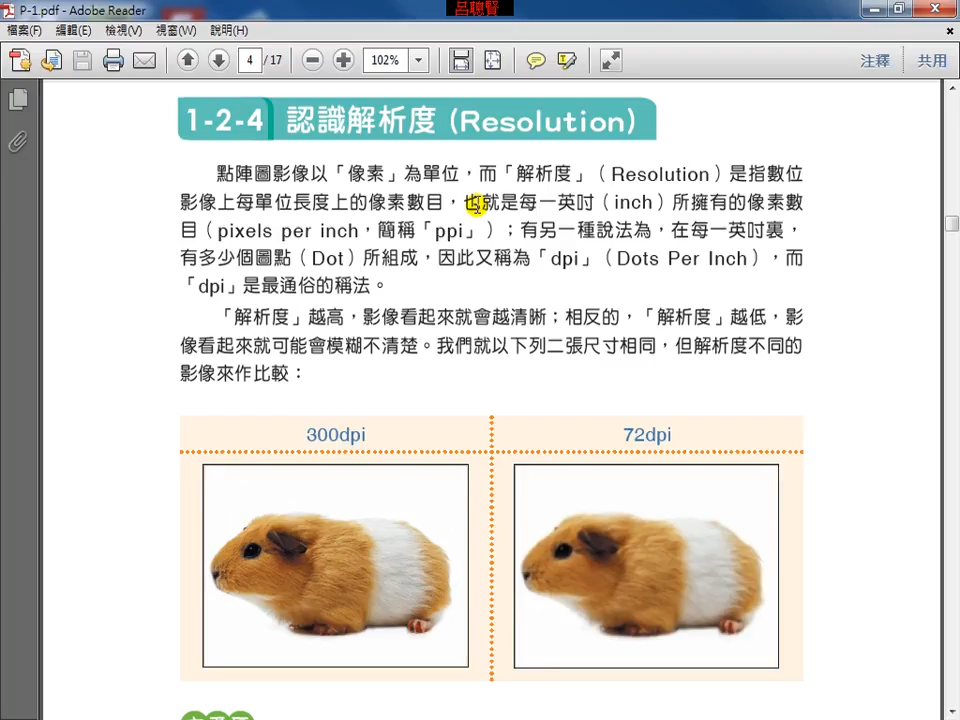 呂聰賢
P-1.pdf - Adobe Reader
檔案(F) 編輯(E) 檢視(V) 視窗(W) 說明(H)
4 / 17 102% 注釋 共用
1-2-4 認識解析度 (Resolution)
點陣圖影像以「像素」為單位，而「解析度」（Resolution）是指數位
影像上每單位長度上的像素數目，也就是每一英吋（inch）所擁有的像素數
目（pixels per inch，簡稱「ppi」）；有另一種說法為，在每一英吋裏，
有多少個圖點（Dot）所組成，因此又稱為「dpi」（Dots Per Inch），而
「dpi」是最通俗的稱法。
「解析度」越高，影像看起來就會越清晰；相反的，「解析度」越低，影
像看起來就可能會模糊不清楚。我們就以下列二張尺寸相同，但解析度不同的
影像來作比較：
300dpi 72dpi